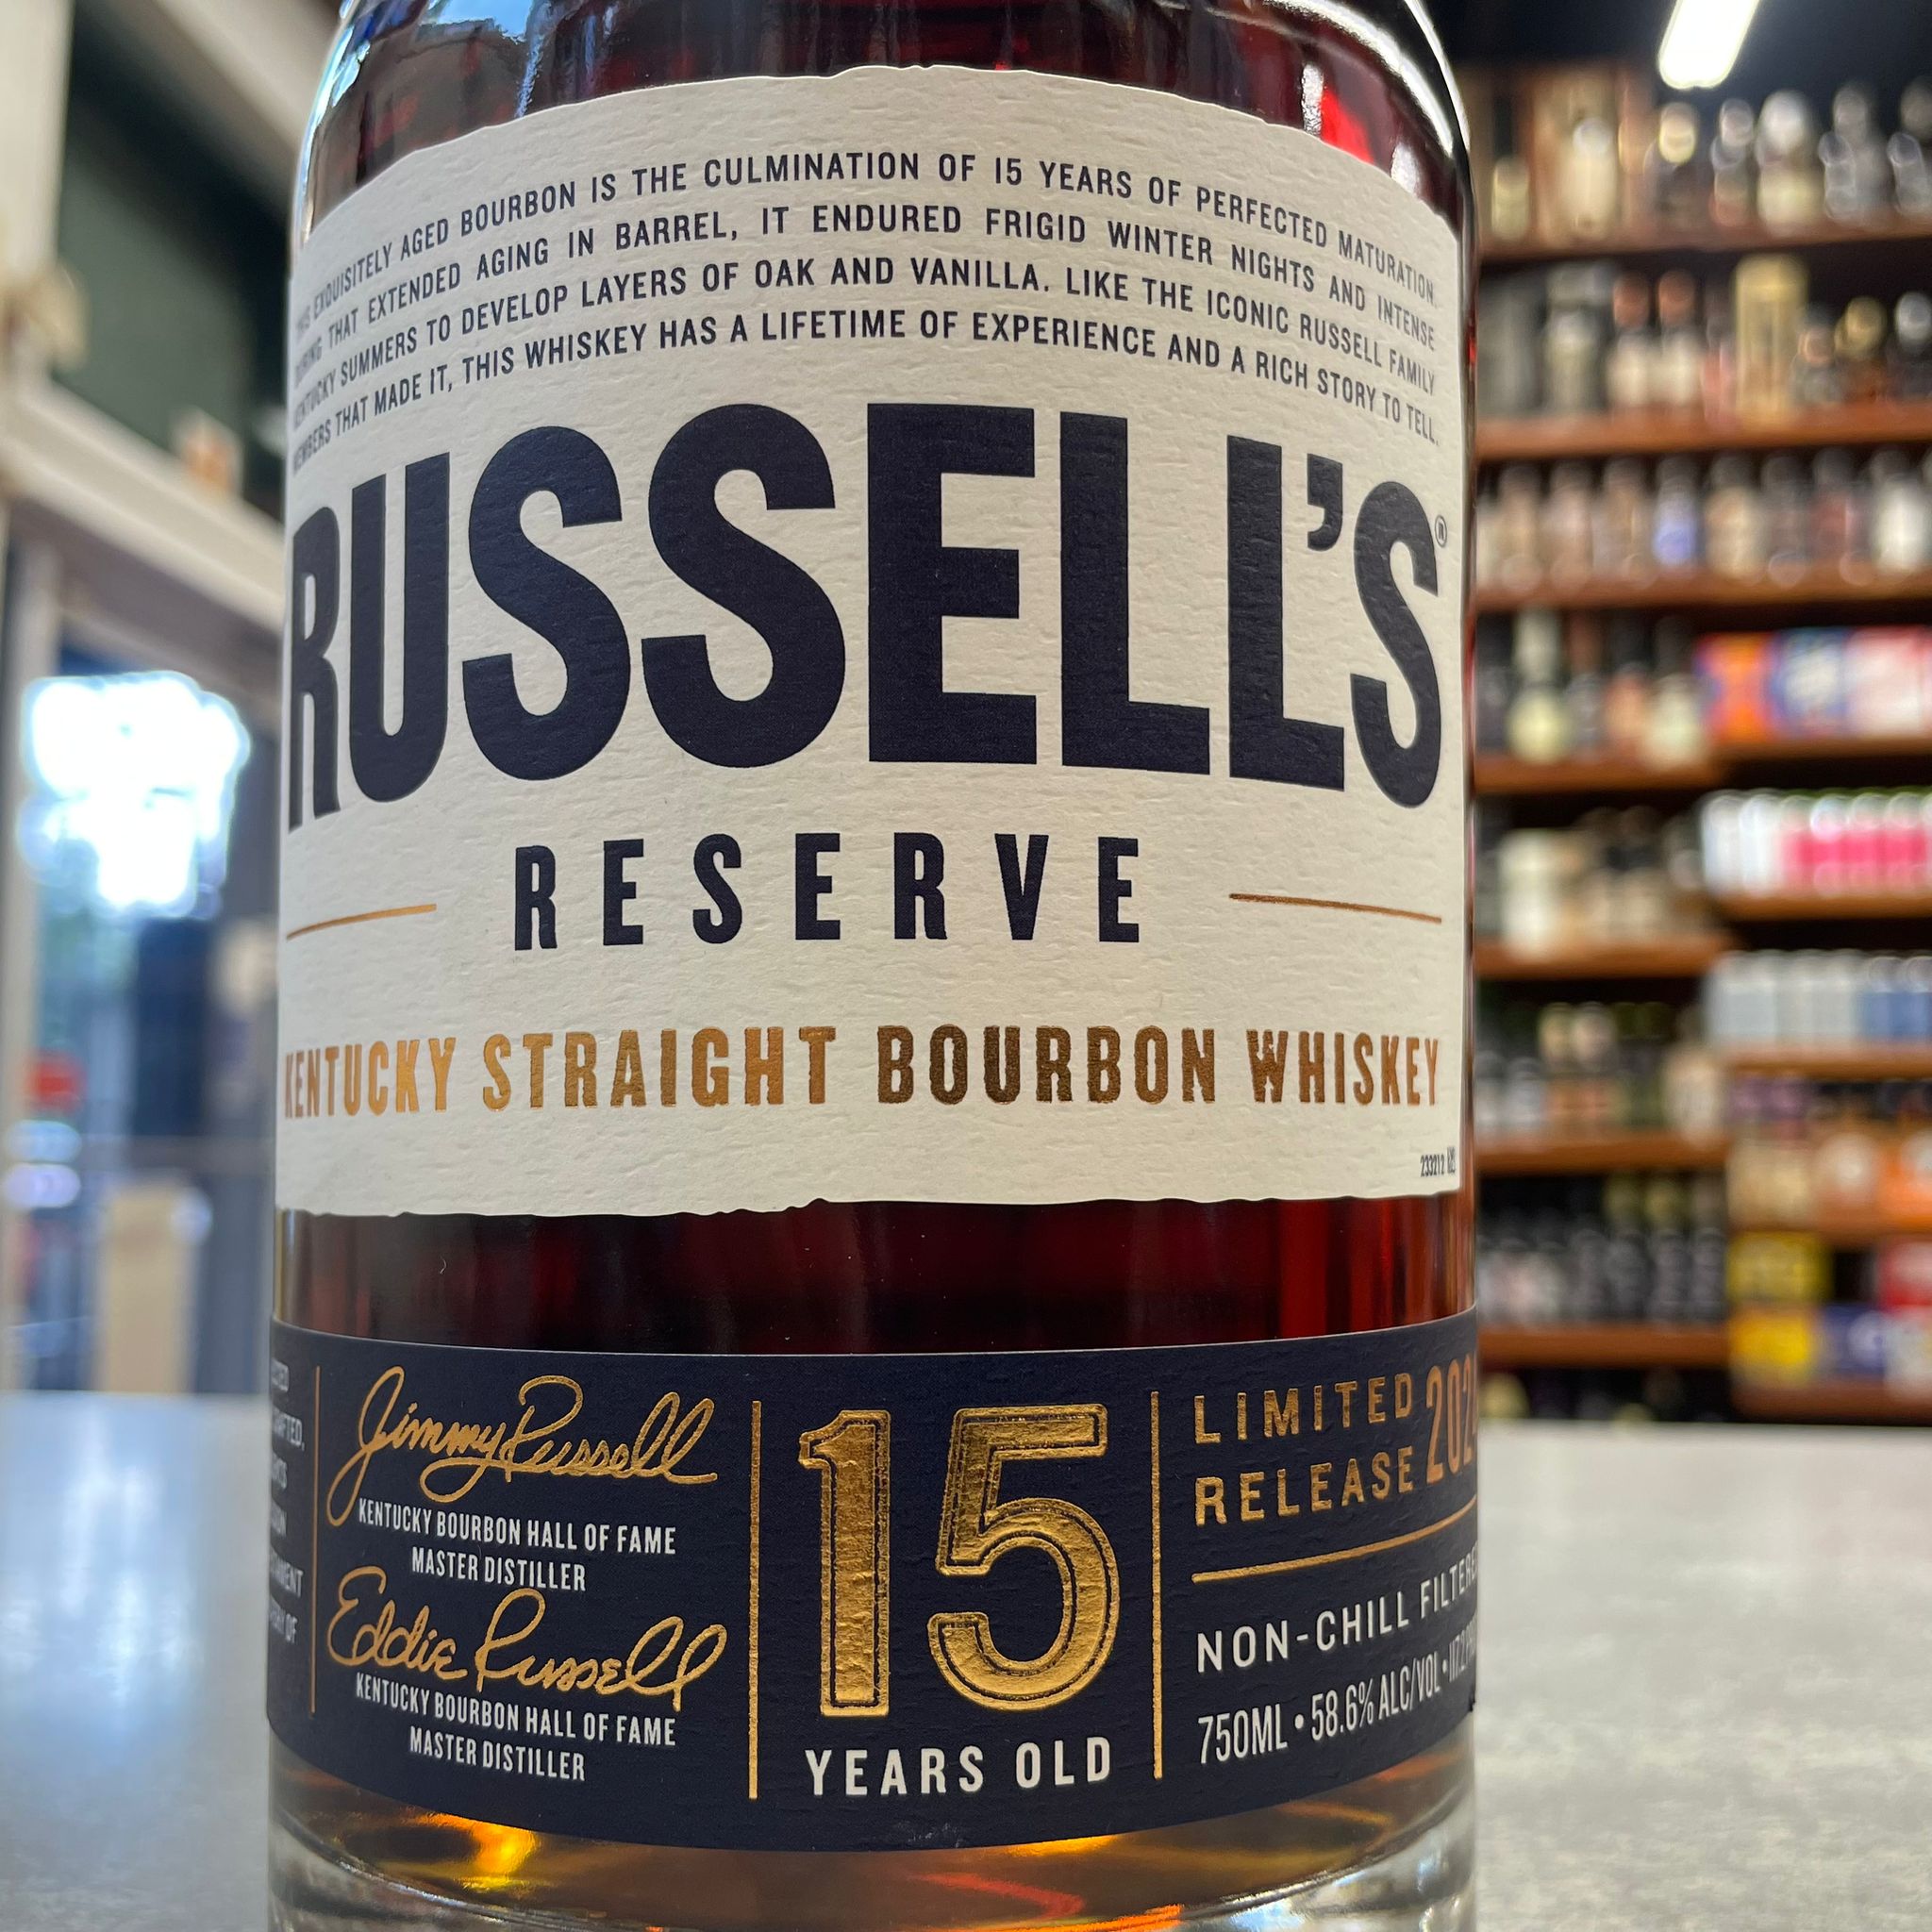 THIS EXQUISITELY AGED BOURBON IS THE CULMINATION OF 15 YEARS OF PERFECTED MATURATION.
DURING THAT EXTENDED AGING IN BARREL, IT ENDURED FRIGID WINTER NIGHTS AND INTENSE
KENTUCKY SUMMERS TO DEVELOP LAYERS OF OAK AND VANILLA. LIKE THE ICONIC RUSSELL FAMILY
MEMBERS THAT MADE IT, THIS WHISKEY HAS A LIFETIME OF EXPERIENCE AND A RICH STORY TO TELL.
RUSSELL'S®
RESERVE
KENTUCKY STRAIGHT BOURBON WHISKEY
Jimmy Russell
KENTUCKY BOURBON HALL OF FAME
MASTER DISTILLER
Eddie Russell
KENTUCKY BOURBON HALL OF FAME
MASTER DISTILLER
15
YEARS OLD
LIMITED
RELEASE
NON-CHILL FILTERED
750ML • 58.6% ALC/VOL •